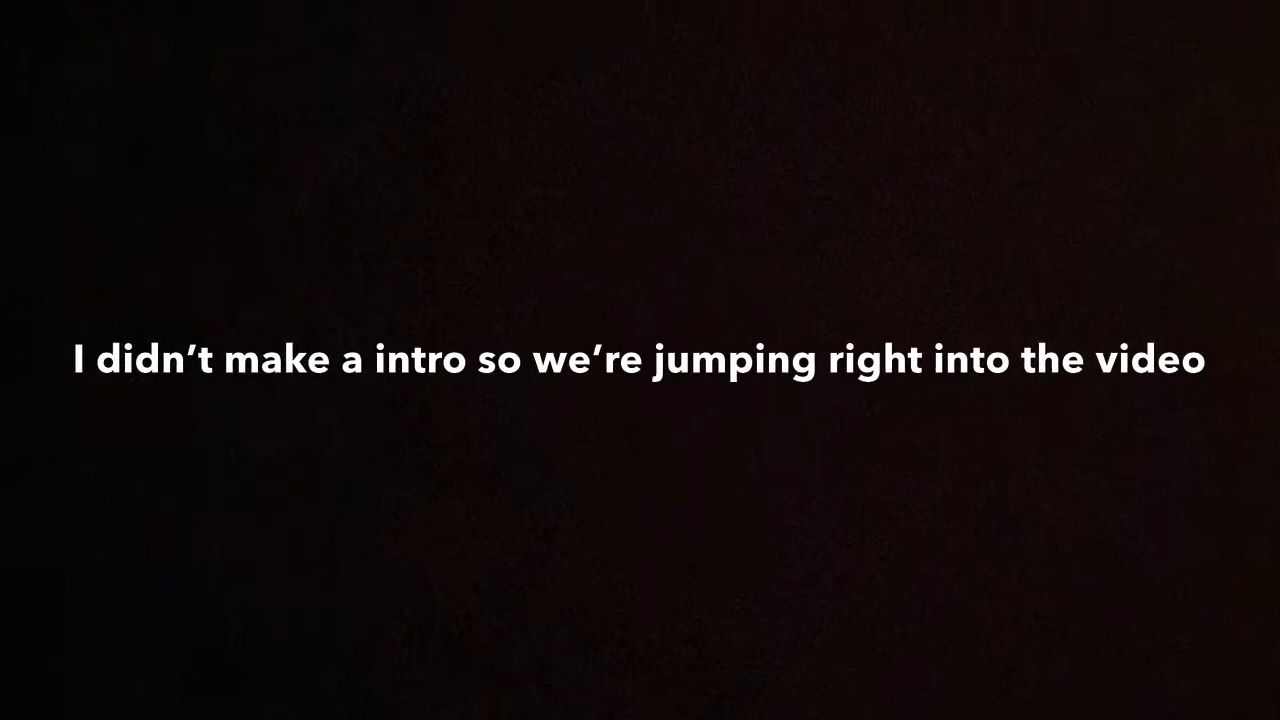 I didn’t make a intro so we’re jumping right into the video